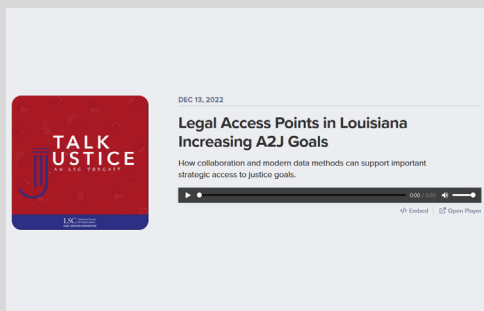 DEC 13, 2022
Legal Access Points in Louisiana
Increasing A2J Goals
How collaboration and modern data methods can support important
strategic access to justice goals.
0:00 / 0:00
</> Embed
Open Player
TALK
JUSTICE
AN LSC PODCAST
LSC
LEGAL SERVICES CORPORATION